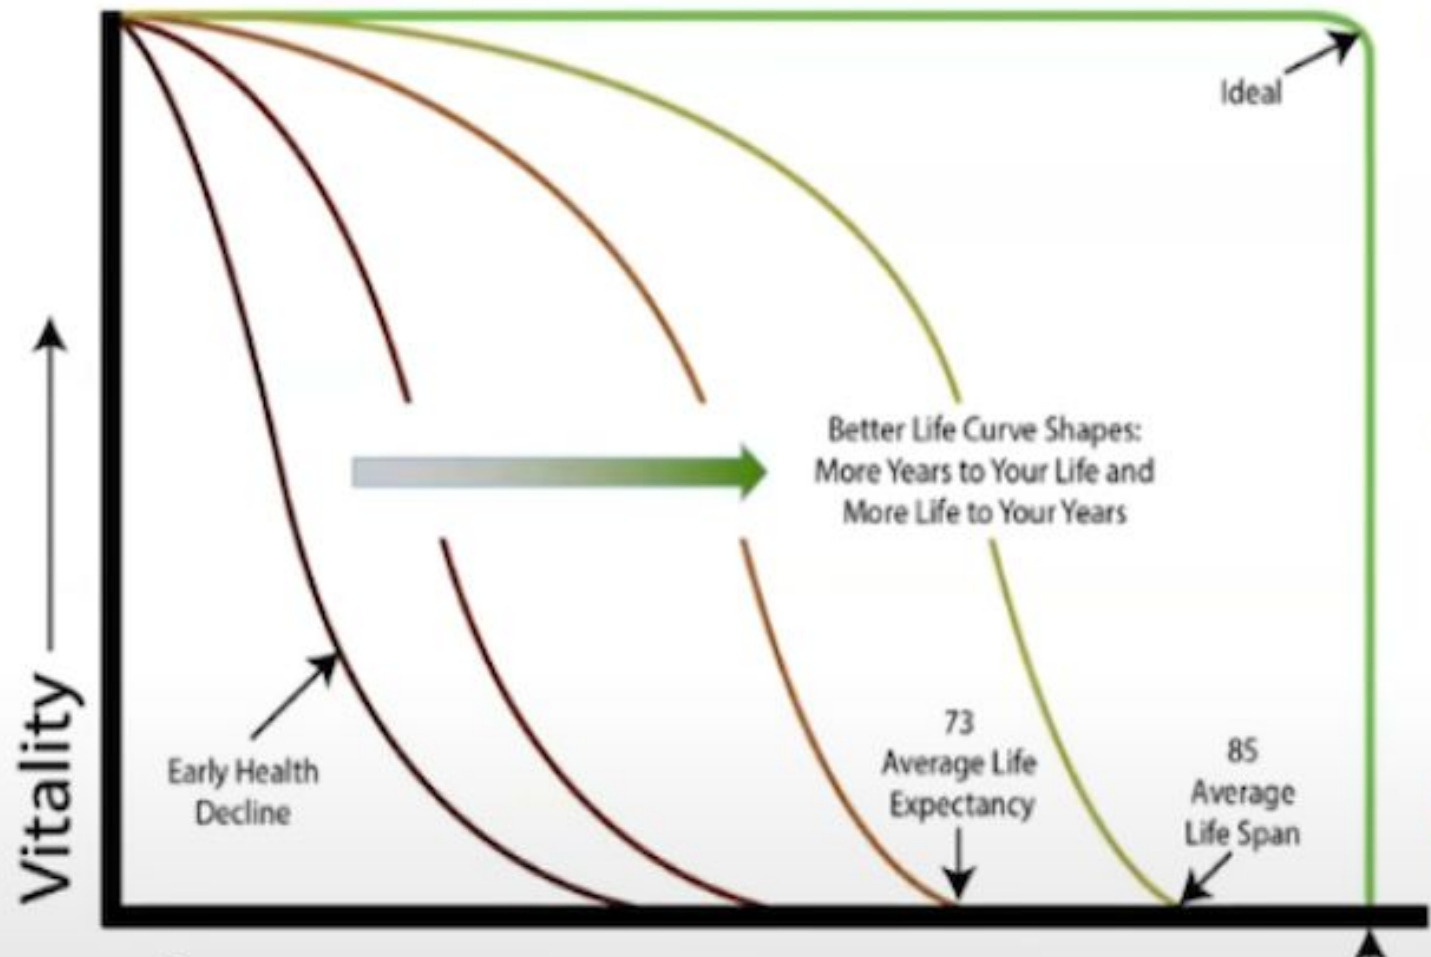 Ideal
Better Life Curve Shapes:
More Years to Your Life and
More Life to Your Years
Vitality
Early Health
Decline
73
Average Life
Expectancy
85
Average
Life Span